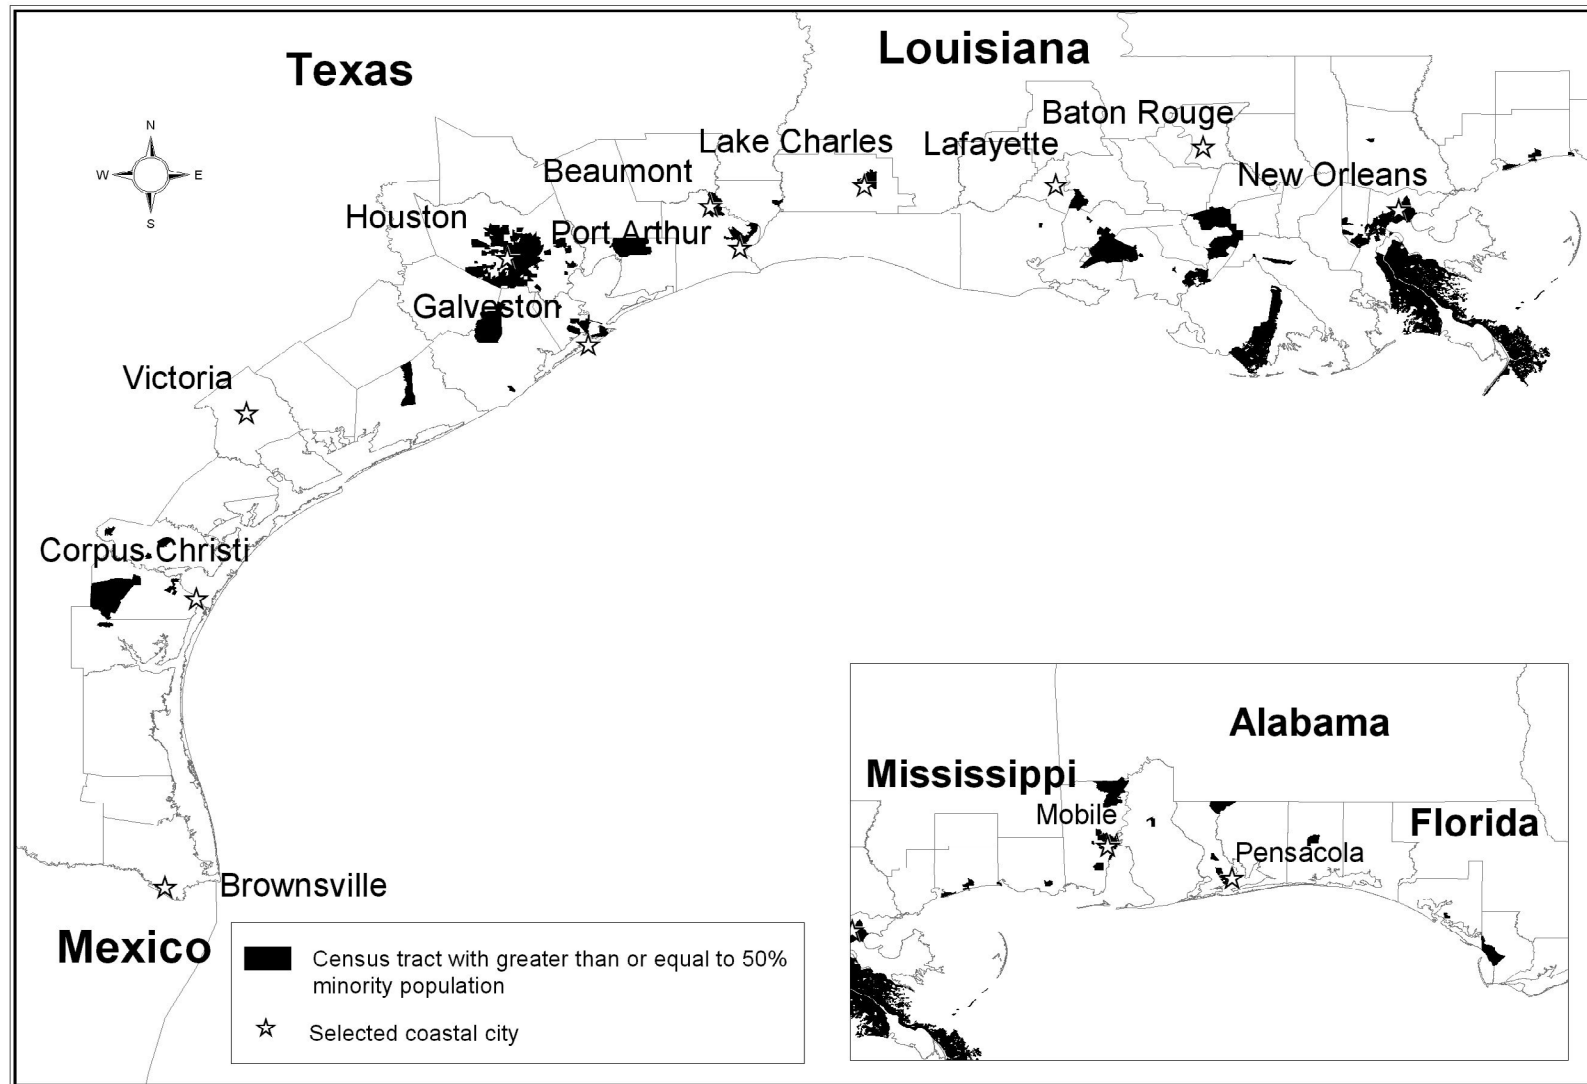 Texas
Louisiana
N
W
E
S
Baton Rouge
Lake Charles
Lafayette
Beaumont
New Orleans
Houston
Port Arthur
Galveston
Victoria
Corpus Christi
Brownsville
Mexico
Census tract with greater than or equal to 50%
minority population
Selected coastal city
Alabama
Mississippi
Mobile
Florida
Pensacola